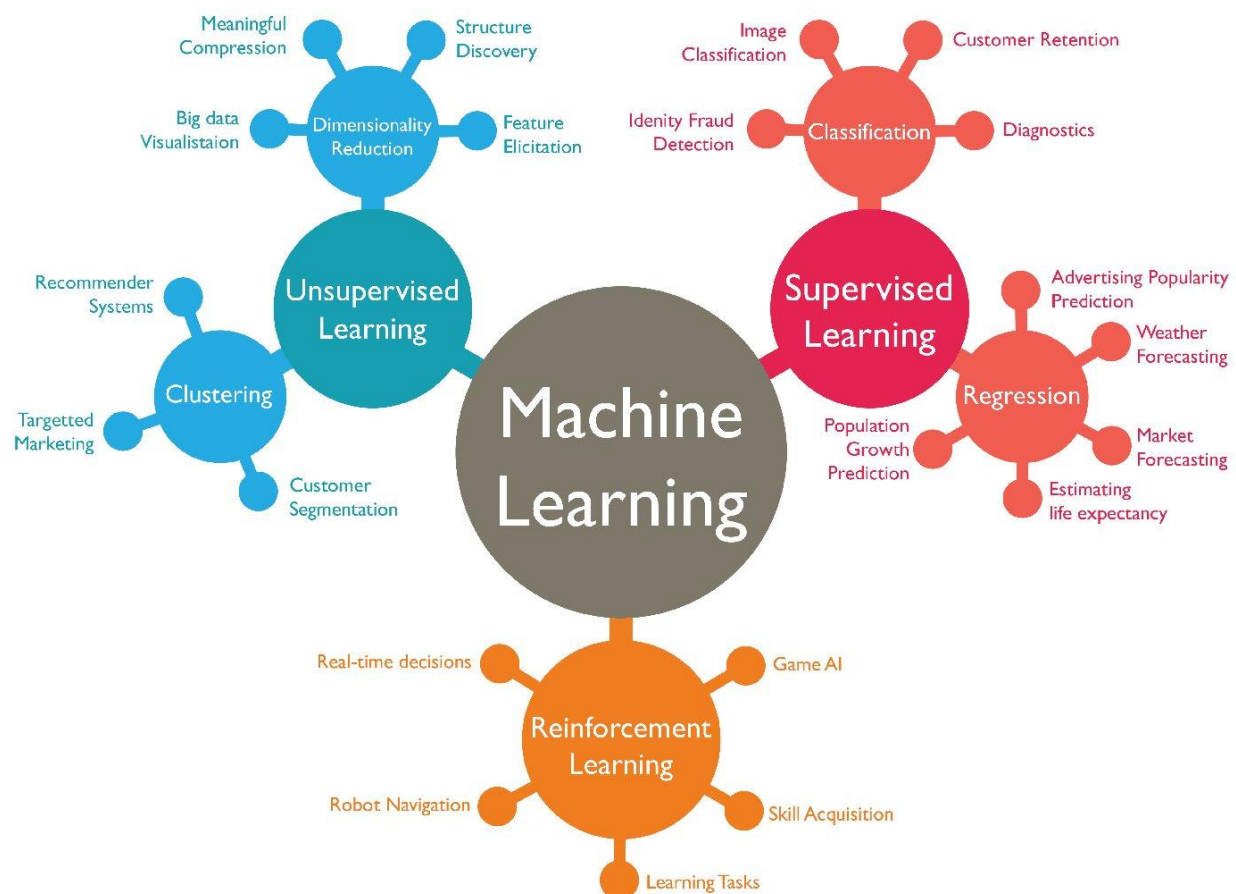 Meaningful
Compression
Structure
Discovery
Big data
Visualistaion
Dimensionality
Reduction
Feature
Elicitation
Image
Classification
Customer Retention
Idenity Fraud
Detection
Classification
Diagnostics
Recommender
Systems
Unsupervised
Learning
Clustering
Targetted
Marketing
Customer
Segmentation
Machine
Learning
Supervised
Learning
Advertising Popularity
Prediction
Weather
Forecasting
Regression
Population
Growth
Prediction
Market
Forecasting
Estimating
life expectancy
Real-time decisions
Game AI
Reinforcement
Learning
Robot Navigation
Skill Acquisition
Learning Tasks